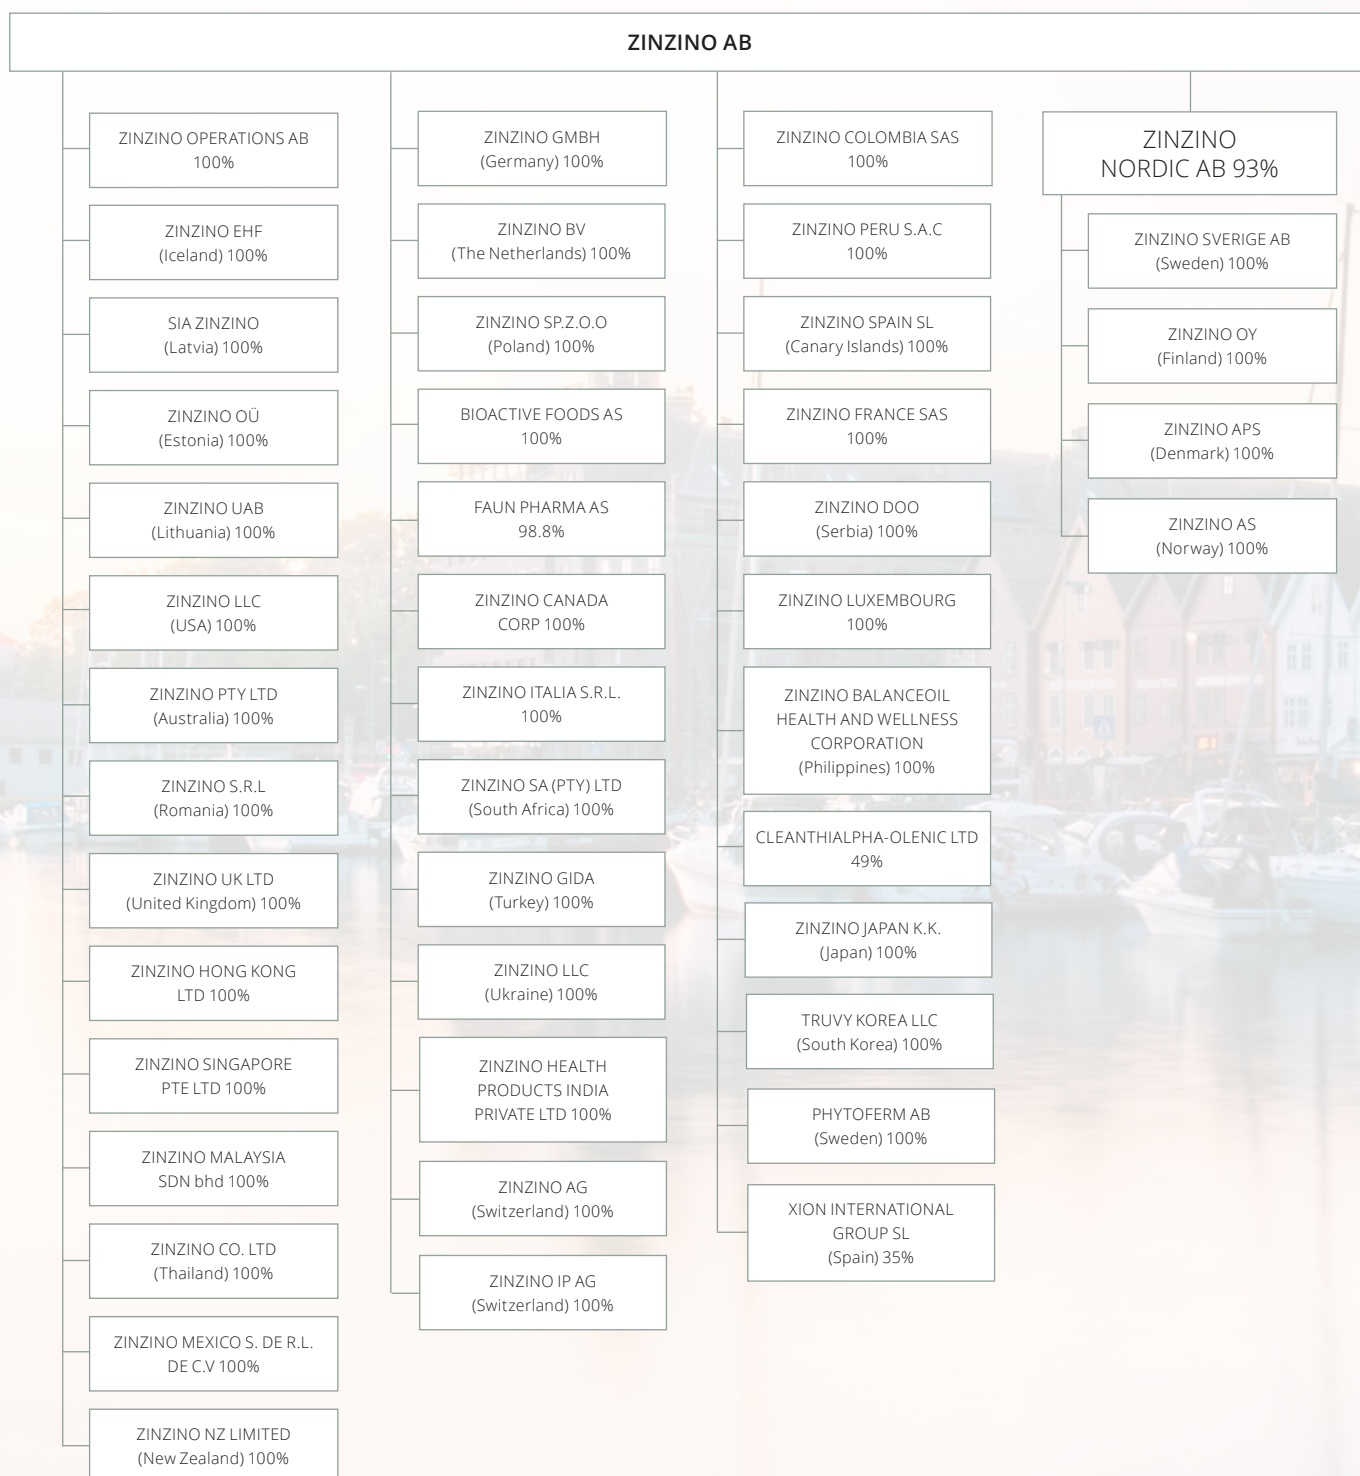 ZINZINO AB
ZINZINO OPERATIONS AB
100%
ZINZINO EHF
(Iceland) 100%
SIA ZINZINO
(Latvia) 100%
ZINZINO OÜ
(Estonia) 100%
ZINZINO UAB
(Lithuania) 100%
ZINZINO LLC
(USA) 100%
ZINZINO PTY LTD
(Australia) 100%
ZINZINO S.R.L
(Romania) 100%
ZINZINO UK LTD
(United Kingdom) 100%
ZINZINO HONG KONG
LTD 100%
ZINZINO SINGAPORE
PTE LTD 100%
ZINZINO MALAYSIA
SDN bhd 100%
ZINZINO CO. LTD
(Thailand) 100%
ZINZINO MEXICO S. DE R.L.
DE C.V 100%
ZINZINO NZ LIMITED
(New Zealand) 100%
ZINZINO GMBH
(Germany) 100%
ZINZINO BV
(The Netherlands) 100%
ZINZINO SP.Z.O.O
(Poland) 100%
BIOACTIVE FOODS AS
100%
FAUN PHARMA AS
98.8%
ZINZINO CANADA
CORP 100%
ZINZINO ITALIA S.R.L.
100%
ZINZINO SA (PTY) LTD
(South Africa) 100%
ZINZINO GIDA
(Turkey) 100%
ZINZINO LLC
(Ukraine) 100%
ZINZINO HEALTH
PRODUCTS INDIA
PRIVATE LTD 100%
ZINZINO AG
(Switzerland) 100%
ZINZINO IP AG
(Switzerland) 100%
ZINZINO COLOMBIA SAS
100%
ZINZINO PERU S.A.C
100%
ZINZINO SPAIN SL
(Canary Islands) 100%
ZINZINO FRANCE SAS
100%
ZINZINO DOO
(Serbia) 100%
ZINZINO LUXEMBOURG
100%
ZINZINO BALANCEOIL
HEALTH AND WELLNESS
CORPORATION
(Philippines) 100%
CLEANTHIALPHA-OLENIC LTD
49%
ZINZINO JAPAN K.K.
(Japan) 100%
TRUVY KOREA LLC
(South Korea) 100%
PHYTOFERM AB
(Sweden) 100%
XION INTERNATIONAL
GROUP SL
(Spain) 35%
ZINZINO
NORDIC AB 93%
ZINZINO SVERIGE AB
(Sweden) 100%
ZINZINO OY
(Finland) 100%
ZINZINO APS
(Denmark) 100%
ZINZINO AS
(Norway) 100%